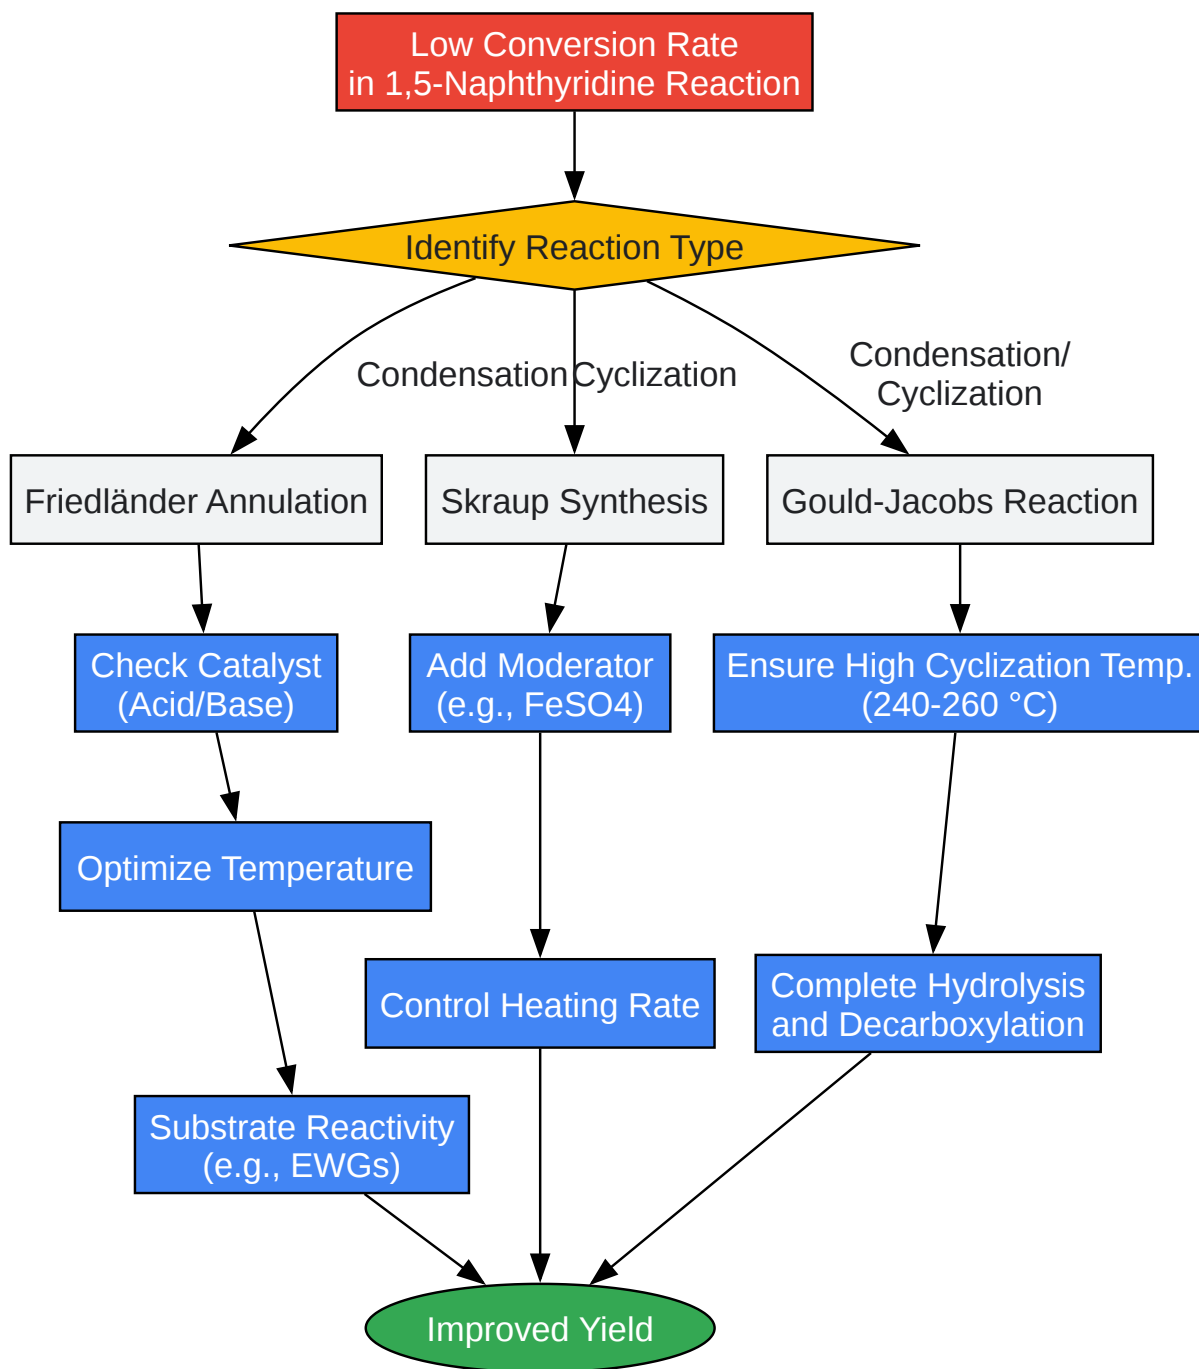 Low Conversion Rate
in 1,5-Naphthyridine Reaction
Identify Reaction Type
Condensation
Cyclization
Condensation/
Cyclization
Friedländer Annulation
Skraup Synthesis
Gould-Jacobs Reaction
Check Catalyst
(Acid/Base)
Add Moderator
(e.g., FeSO4)
Ensure High Cyclization Temp.
(240-260 °C)
Optimize Temperature
Control Heating Rate
Complete Hydrolysis
and Decarboxylation
Substrate Reactivity
(e.g., EWGs)
Improved Yield